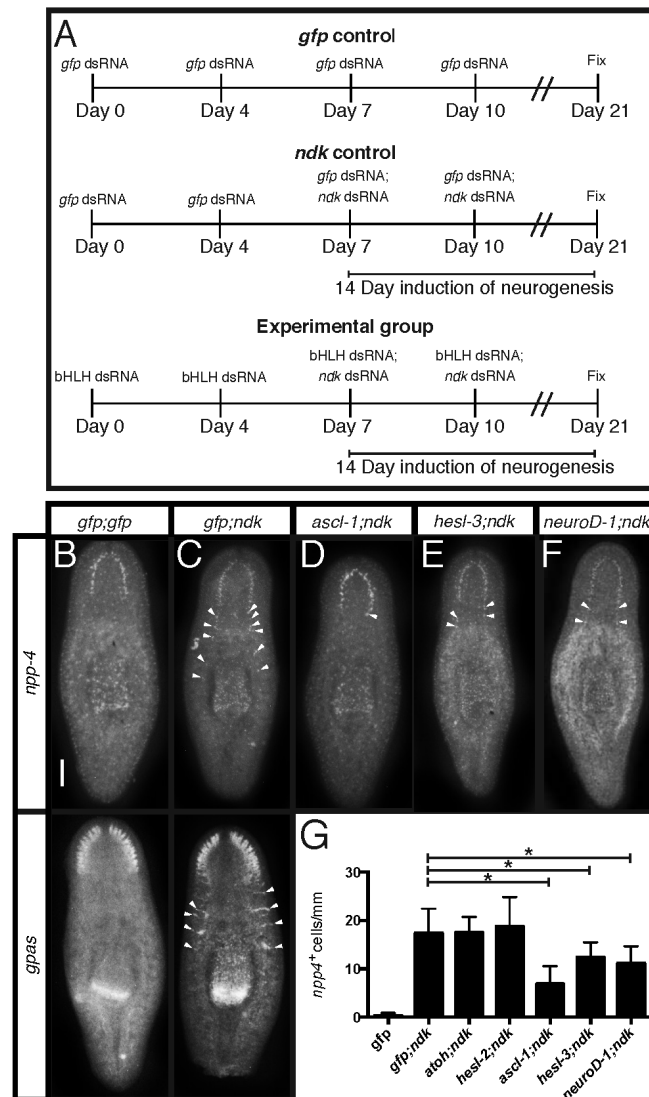 A
gfp control
gfp dsRNA gfp dsRNA gfp dsRNA gfp dsRNA Fix
Day 0 Day 4 Day 7 Day 10 Day 21
ndk control
gfp dsRNA; gfp dsRNA;
gfp dsRNA gfp dsRNA ndk dsRNA ndk dsRNA Fix
Day 0 Day 4 Day 7 Day 10 Day 21
14 Day induction of neurogenesis
Experimental group
bHLH dsRNA; bHLH dsRNA;
bHLH dsRNA bHLH dsRNA ndk dsRNA ndk dsRNA Fix
Day 0 Day 4 Day 7 Day 10 Day 21
14 Day induction of neurogenesis
gfp;gfp gfp;ndk ascl-1;ndk hesl-3;ndk neuroD-1;ndk
B C D E F
npp-4
gpas
G
* 
*
*
npp4+ cells/mm
30
20
10
0
gfp gfp;ndk atoh;ndk hesl-2;ndk ascl-1;ndk hesl-3;ndk neuroD-1;ndk